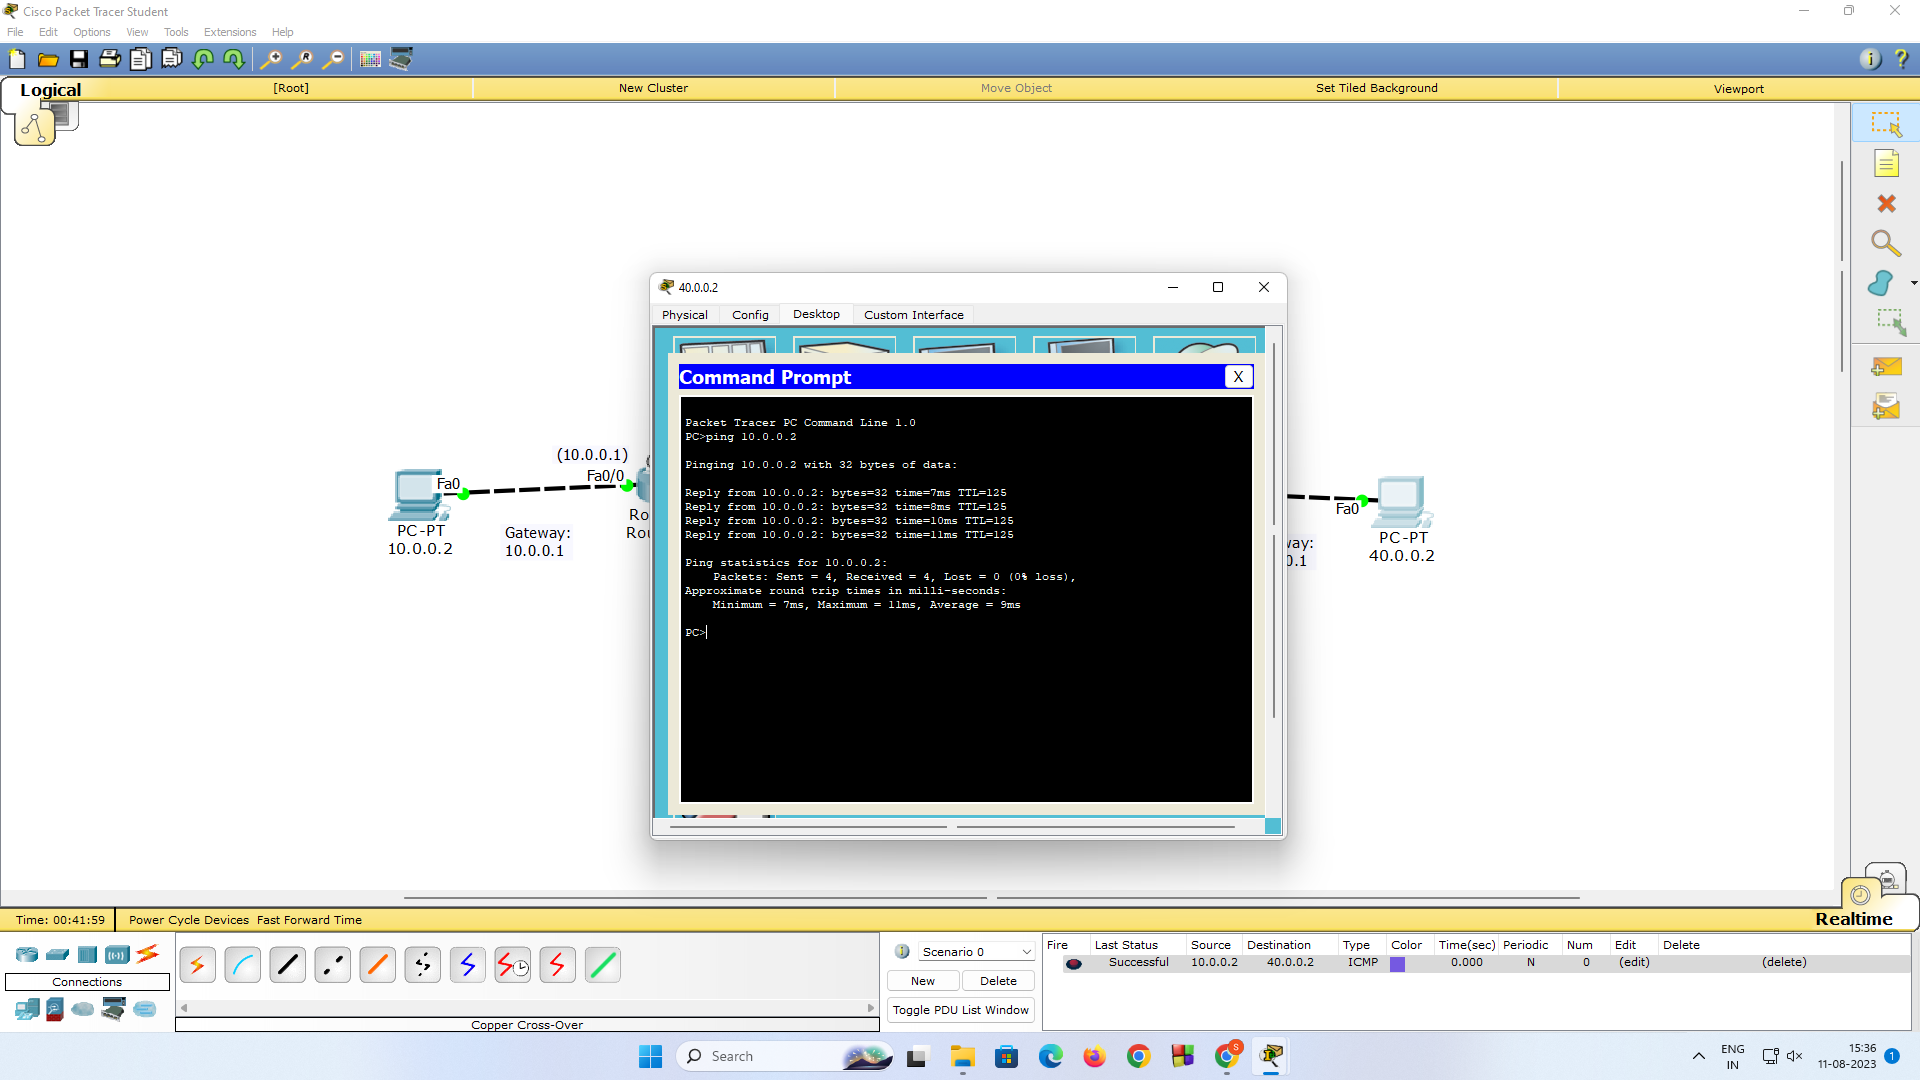 Cisco Packet Tracer Student
File Edit Options View Tools Extensions Help
Logical [Root] New Cluster Move Object Set Tiled Background Viewport
40.0.0.2
Physical Config Desktop Custom Interface
Command Prompt X
Packet Tracer PC Command Line 1.0
PC>ping 10.0.0.2
Pinging 10.0.0.2 with 32 bytes of data:
Reply from 10.0.0.2: bytes=32 time=7ms TTL=125
Reply from 10.0.0.2: bytes=32 time=8ms TTL=125
Reply from 10.0.0.2: bytes=32 time=10ms TTL=125
Reply from 10.0.0.2: bytes=32 time=11ms TTL=125
Ping statistics for 10.0.0.2:
Packets: Sent = 4, Received = 4, Lost = 0 (0% loss),
Approximate round trip times in milli-seconds:
Minimum = 7ms, Maximum = 11ms, Average = 9ms
PC>
(10.0.0.1)
Fa0 Fa0/0
PC-PT
10.0.0.2
Gateway:
10.0.0.1
Ro
Rou
way:
0.1
Fa0
PC-PT
40.0.0.2
Time: 00:41:59 Power Cycle Devices Fast Forward Time
Realtime
Connections
Copper Cross-Over
Scenario 0
New Delete
Toggle PDU List Window
Fire Last Status Source Destination Type Color Time(sec) Periodic Num Edit Delete
Successful 10.0.0.2 40.0.0.2 ICMP 0.000 N 0 (edit) (delete)
Search
S
ENG
IN
15:36
11-08-2023
1